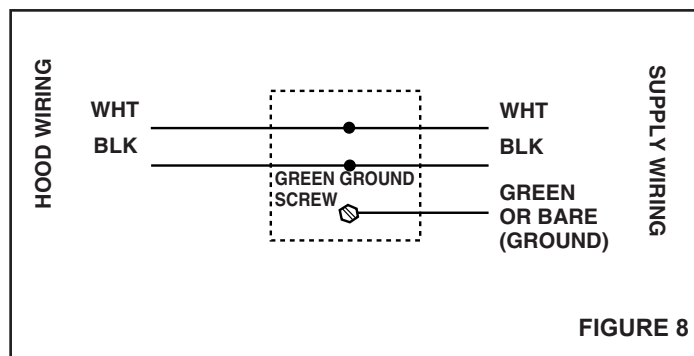 HOOD WIRING
WHT
BLK
GREEN GROUND
SCREW
WHT
BLK
GREEN
OR BARE
(GROUND)
SUPPLY WIRING
FIGURE 8